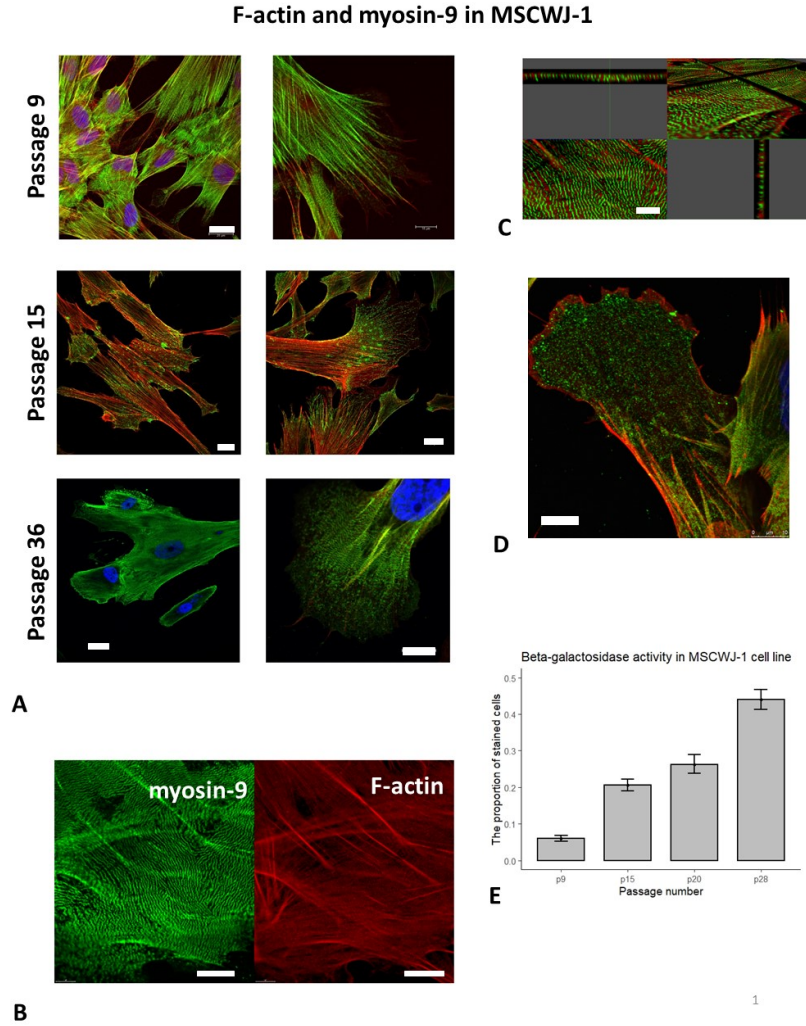 F-actin and myosin-9 in MSCWJ-1
Passage 9
Passage 15
Passage 36
A
myosin-9
F-actin
B
C
D
Beta-galactosidase activity in MSCWJ-1 cell line
The proportion of stained cells
0.5
0.4
0.3
0.2
0.1
0.0
p9
p15
p20
p28
Passage number
E
1